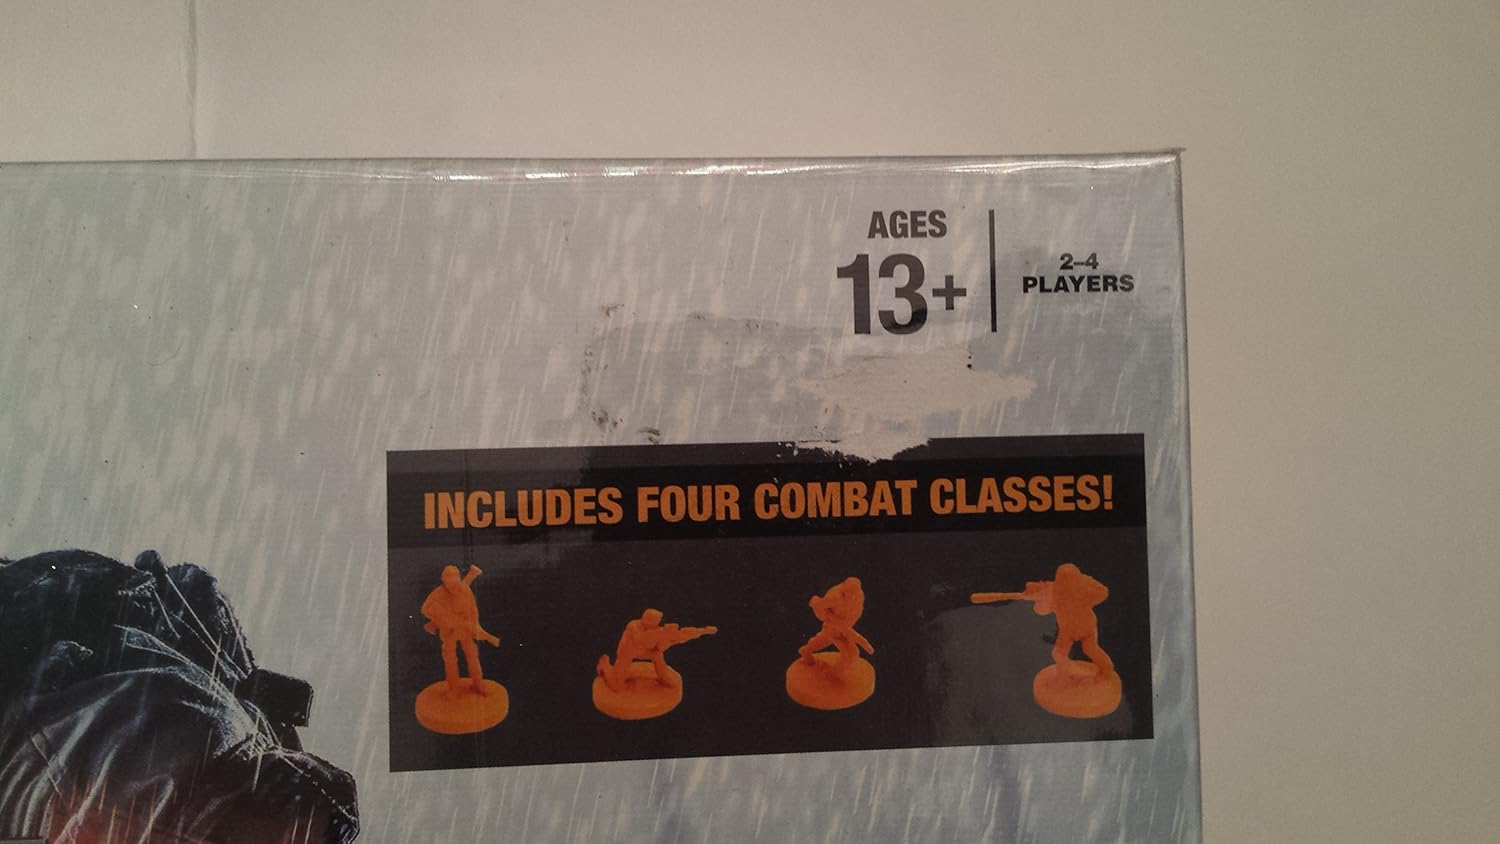 AGES
13+
2–4
PLAYERS
INCLUDES FOUR COMBAT CLASSES!